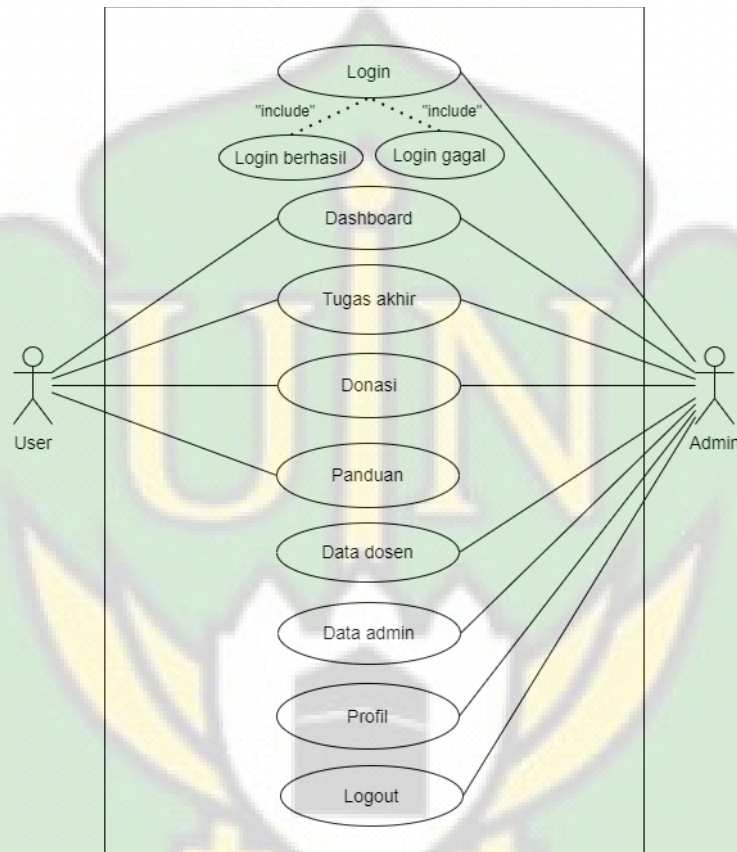 Login
"include"
"include"
Login berhasil
Login gagal
Dashboard
Tugas akhir
Donasi
User
Admin
Panduan
Data dosen
Data admin
Profil
Logout
UIN